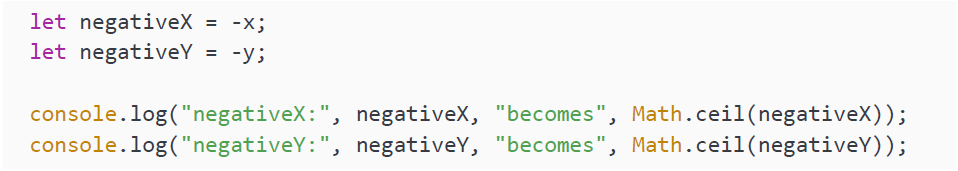 let negativeX = -x;
let negativeY = -y;
console.log("negativeX:", negativeX, "becomes", Math.ceil(negativeX));
console.log("negativeY:", negativeY, "becomes", Math.ceil(negativeY));